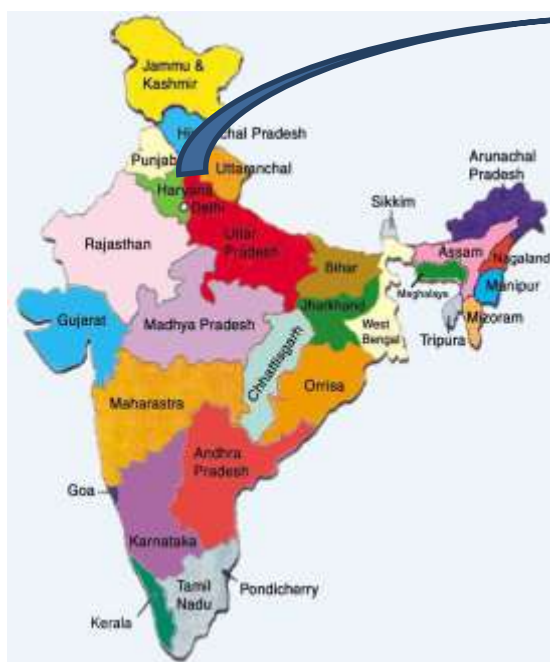 Jammu &
Kashmir
Hi
chal Pradesh
Punjab
Uttaranchal
Haryana
Delhi
Arunachal
Pradesh
Sikkim
Rajasthan
Uttar
Pradesh
Bihar
Assam
Nagaland
Meghalaya
Manipur
Gujarat
Madhya Pradesh
Jharkhand
West
Bengal
Tripura
Mizoram
Chhattisgarh
Maharastra
Orrisa
Andhra
Pradesh
Goa
Karnataka
Tamil
Nadu
Pondicherry
Kerala